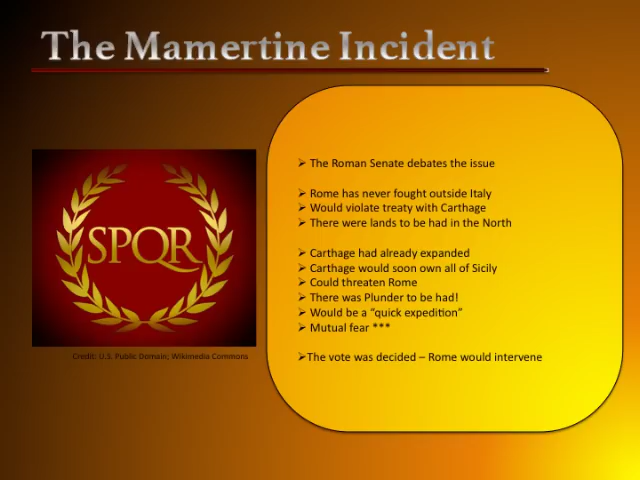 The Mamertine Incident
➢ The Roman Senate debates the issue
➢ Rome has never fought outside Italy
➢ Would violate treaty with Carthage
➢ There were lands to be had in the North
➢ Carthage had already expanded
➢ Carthage would soon own all of Sicily
➢ Could threaten Rome
➢ There was Plunder to be had!
➢ Would be a “quick expedition”
➢ Mutual fear ***
➢The vote was decided – Rome would intervene
SPQR
Credit: U.S. Public Domain; Wikimedia Commons